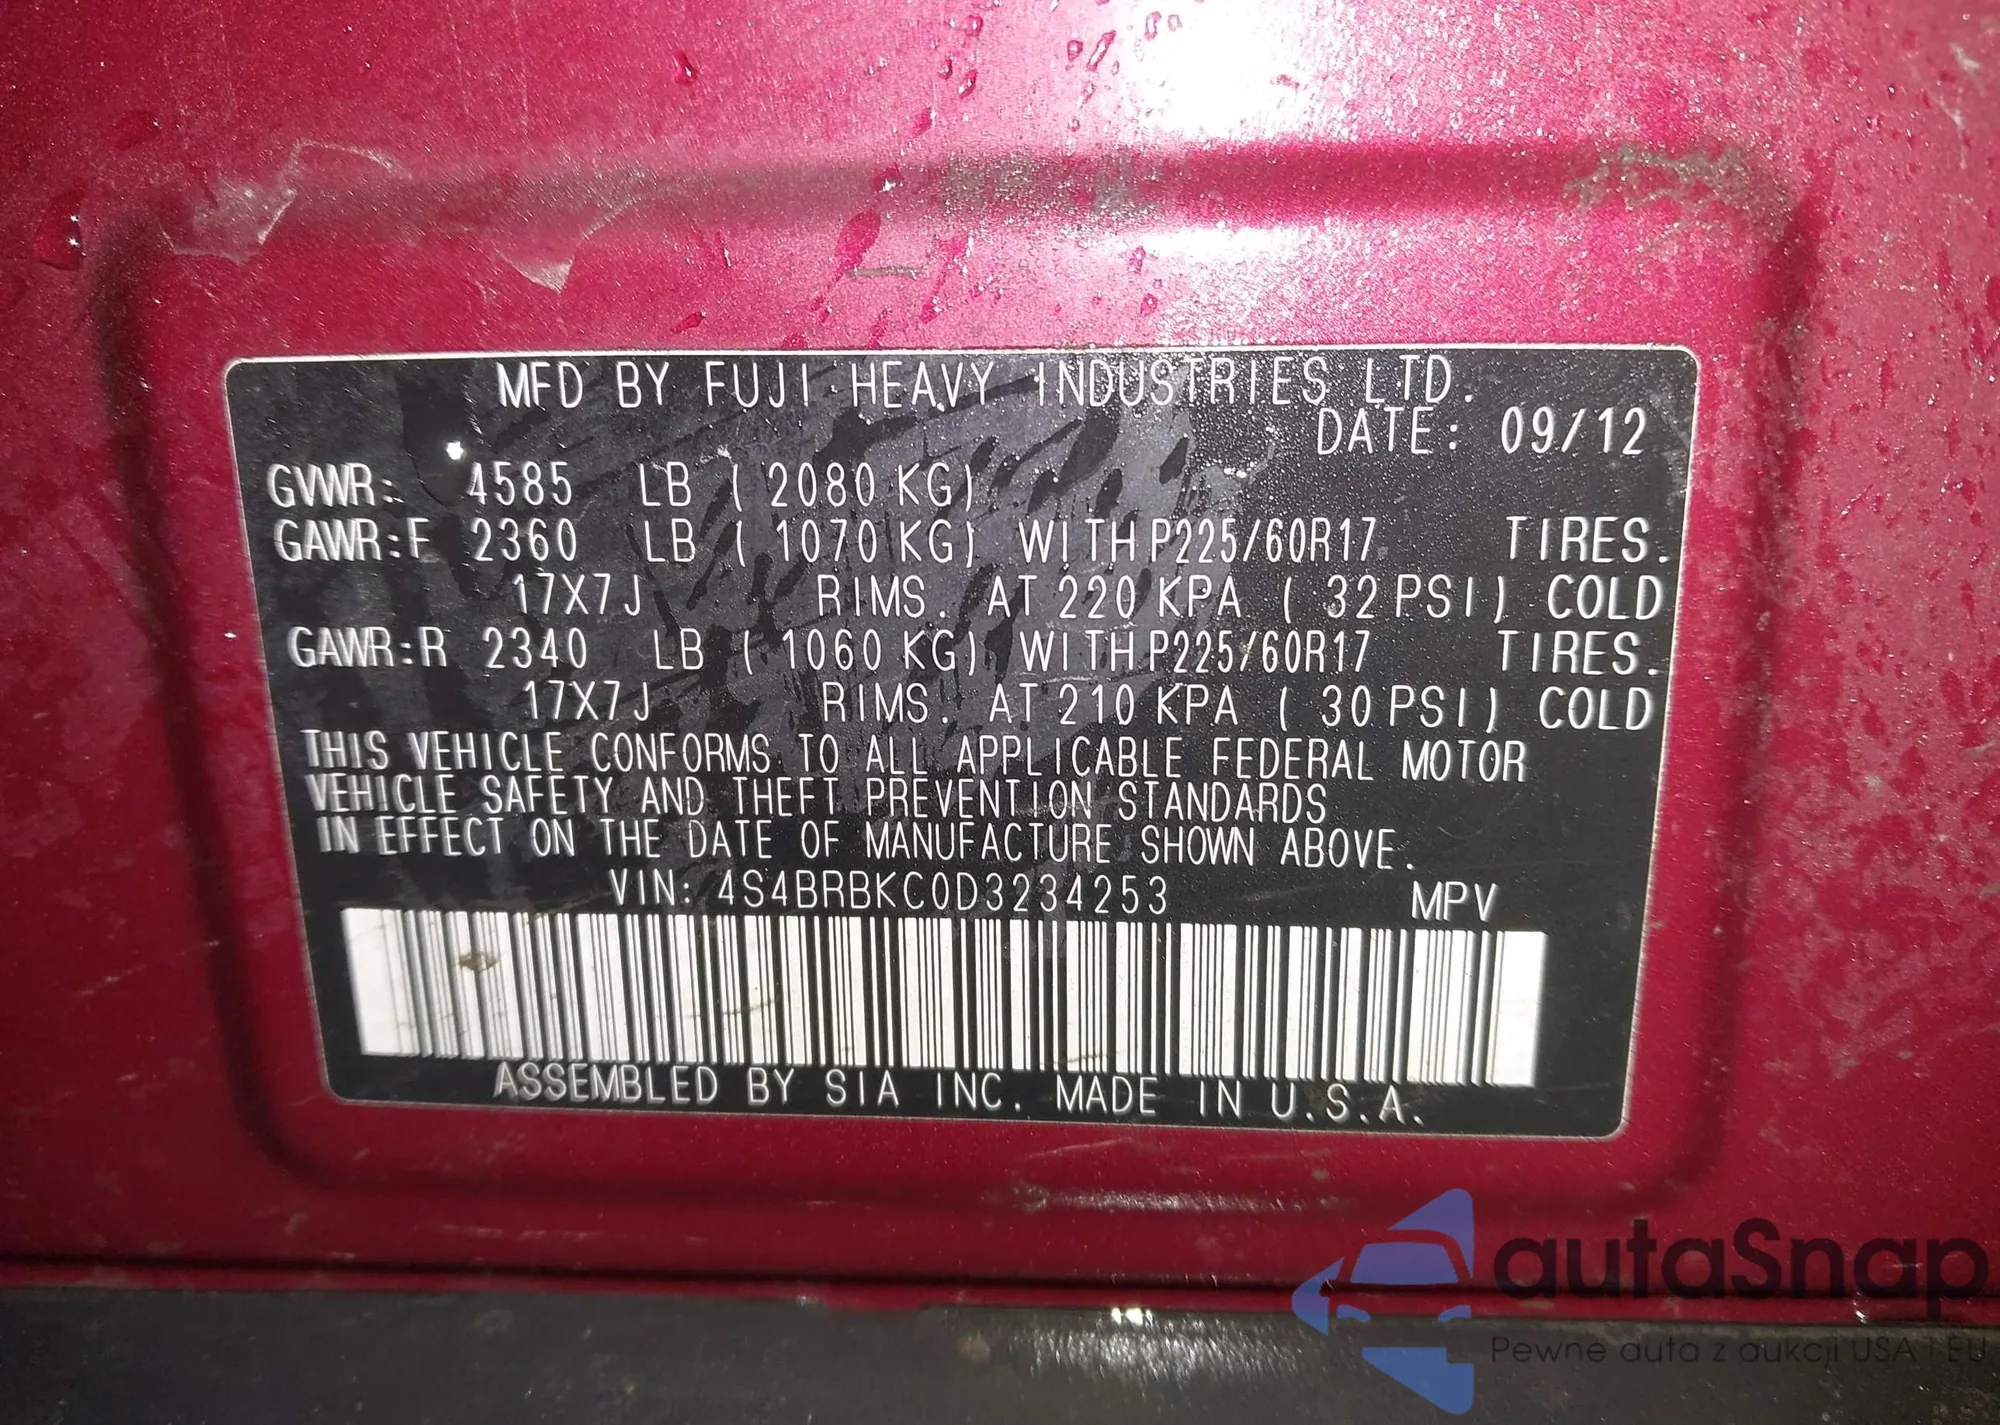 MFD BY FUJI HEAVY INDUSTRIES LTD.
DATE: 09/12
GVWR: 4585 LB ( 2080 KG)
GAWR:F 2360 LB ( 1070 KG) WITH P225/60R17 TIRES.
17X7J RIMS. AT 220 KPA ( 32 PSI) COLD
GAWR:R 2340 LB ( 1060 KG) WITH P225/60R17 TIRES.
17X7J RIMS. AT 210 KPA ( 30 PSI) COLD
THIS VEHICLE CONFORMS TO ALL APPLICABLE FEDERAL MOTOR
VEHICLE SAFETY AND THEFT PREVENTION STANDARDS
IN EFFECT ON THE DATE OF MANUFACTURE SHOWN ABOVE.
VIN: 4S4BRBKC0D3234253 MPV
ASSEMBLED BY SIA INC. MADE IN U.S.A.
autaSnap
Pewne auta z aukcji USA i EU